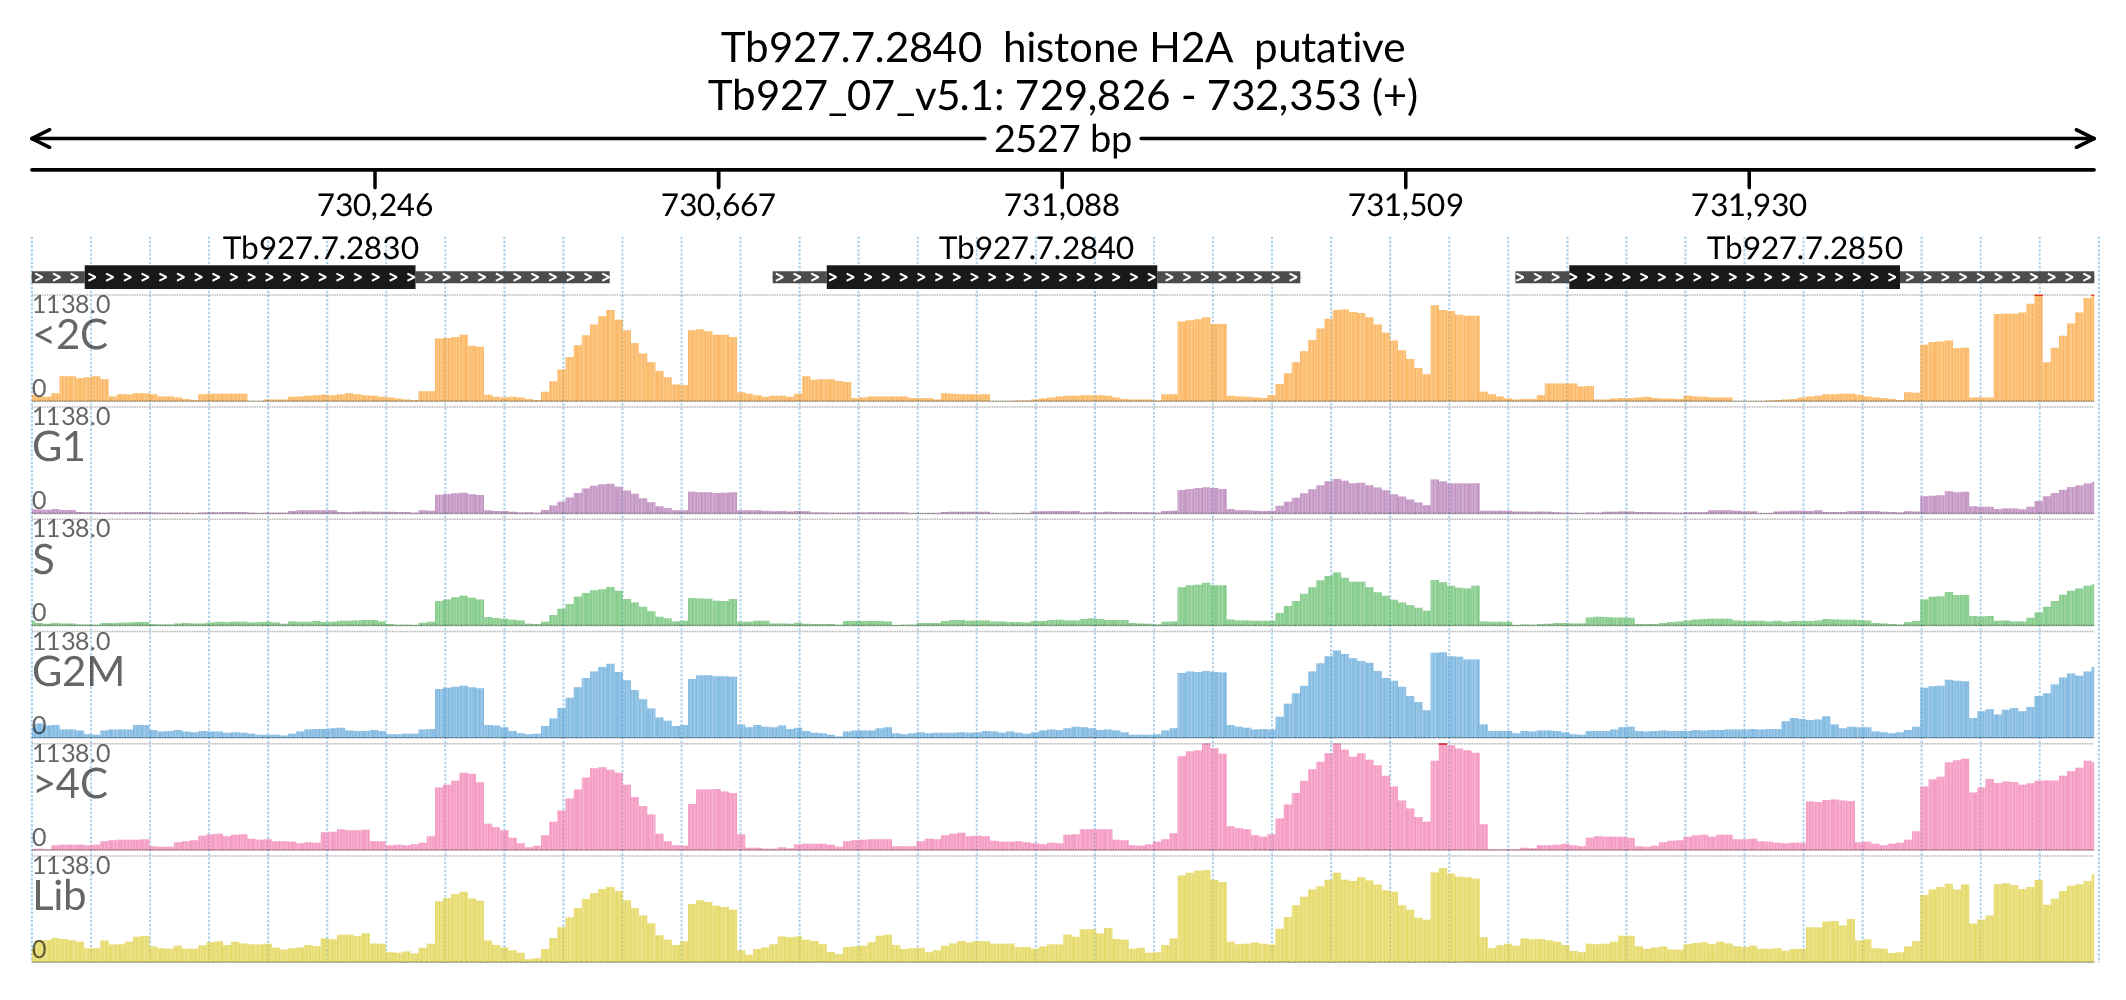 Tb927.7.2840 histone H2A putative
Tb927_07_v5.1: 729,826 - 732,353 (+)
2527 bp
730,246 730,667 731,088 731,509 731,930
Tb927.7.2830 Tb927.7.2840 Tb927.7.2850
1138.0
<2C
0
1138.0
G1
0
1138.0
S
0
1138.0
G2M
0
1138.0
>4C
0
1138.0
Lib
0